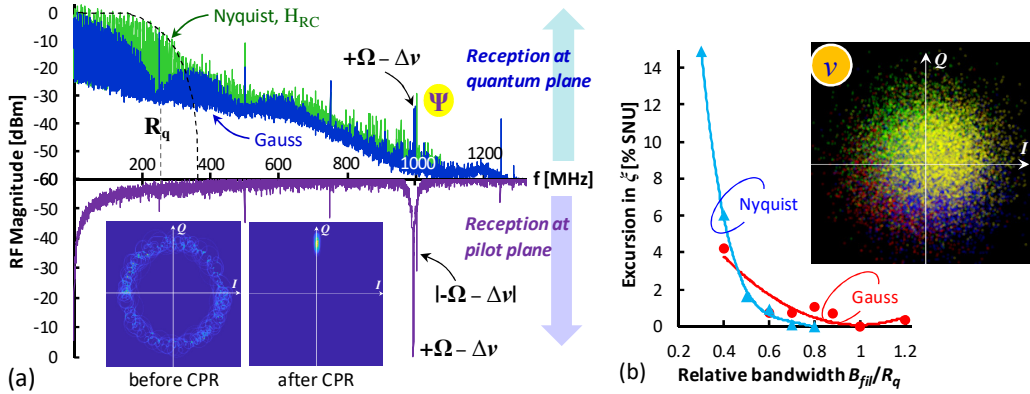 0
-10
-20
-30
-40
-50
-60
-50
-40
-30
-20
-10
0
RF Magnitude [dBm]
Nyquist, H_RC
+Ω – Δν
Reception at
quantum plane
Ψ
R_q
Gauss
200 400 600 800 1000 1200
f [MHz]
Reception at
pilot plane
Q
I
Q
I
|-Ω – Δν|
+Ω – Δν
(a)
before CPR
after CPR
14
12
10
8
6
4
2
0
Excursion in ξ [% SNU]
ν
Q
I
Nyquist
Gauss
0.2 0.4 0.6 0.8 1.0 1.2
(b)
Relative bandwidth B_fil/R_q